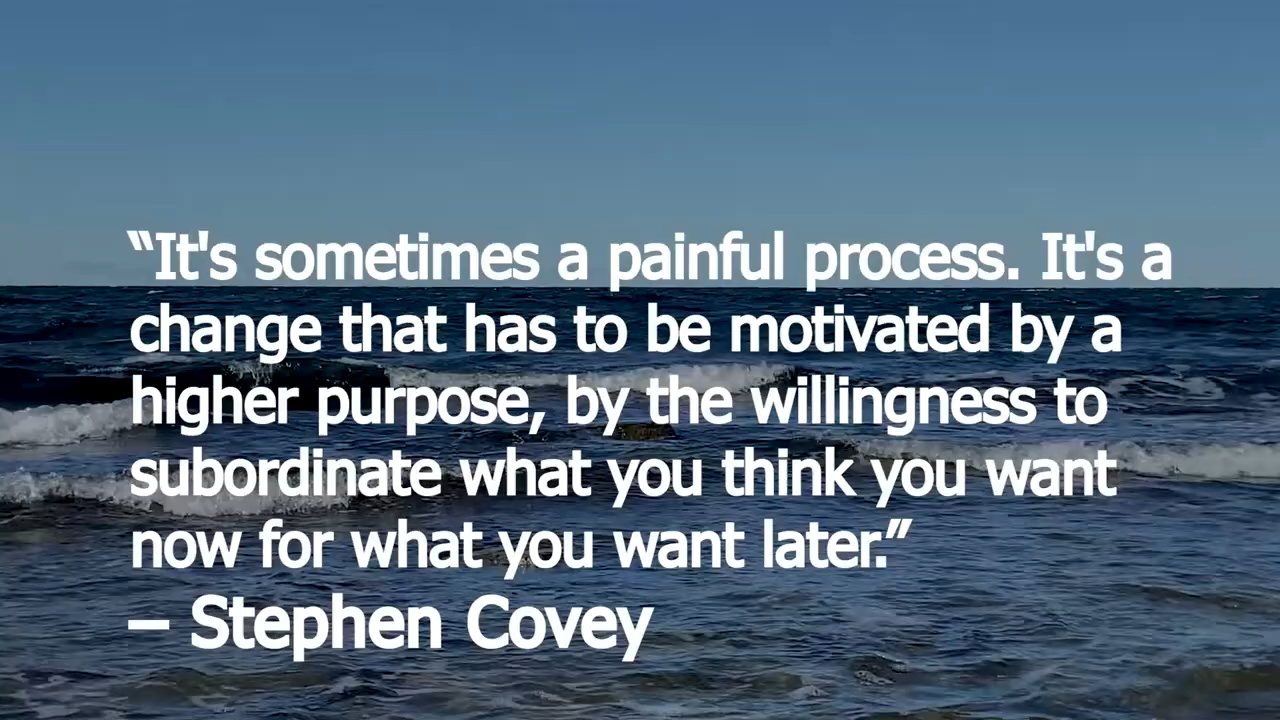 “It's sometimes a painful process. It's a
change that has to be motivated by a
higher purpose, by the willingness to
subordinate what you think you want
now for what you want later.”
– Stephen Covey